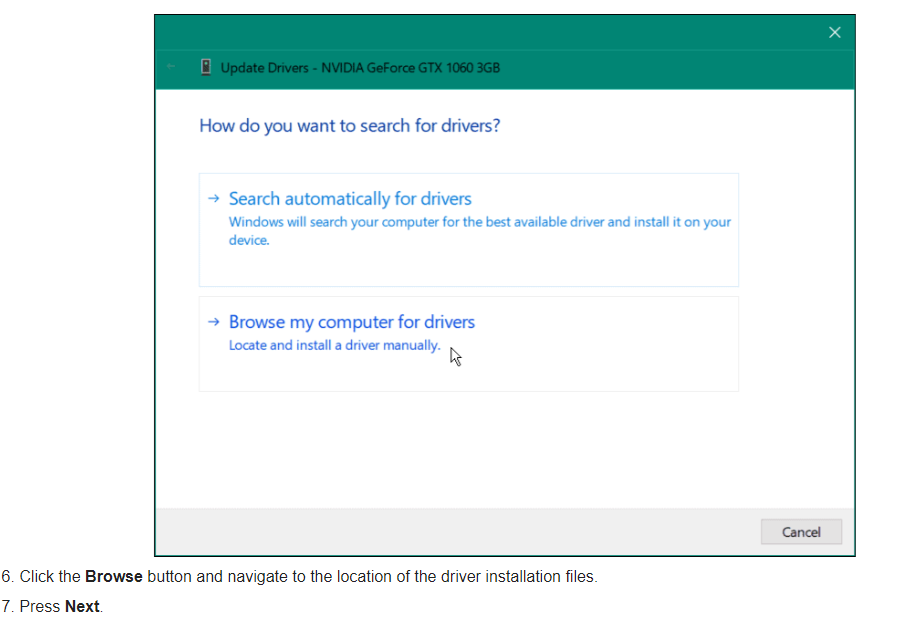 Update Drivers - NVIDIA GeForce GTX 1060 3GB
How do you want to search for drivers?
Search automatically for drivers
Windows will search your computer for the best available driver and install it on your
device.
Browse my computer for drivers
Locate and install a driver manually.
Cancel
6. Click the Browse button and navigate to the location of the driver installation files.
7. Press Next.